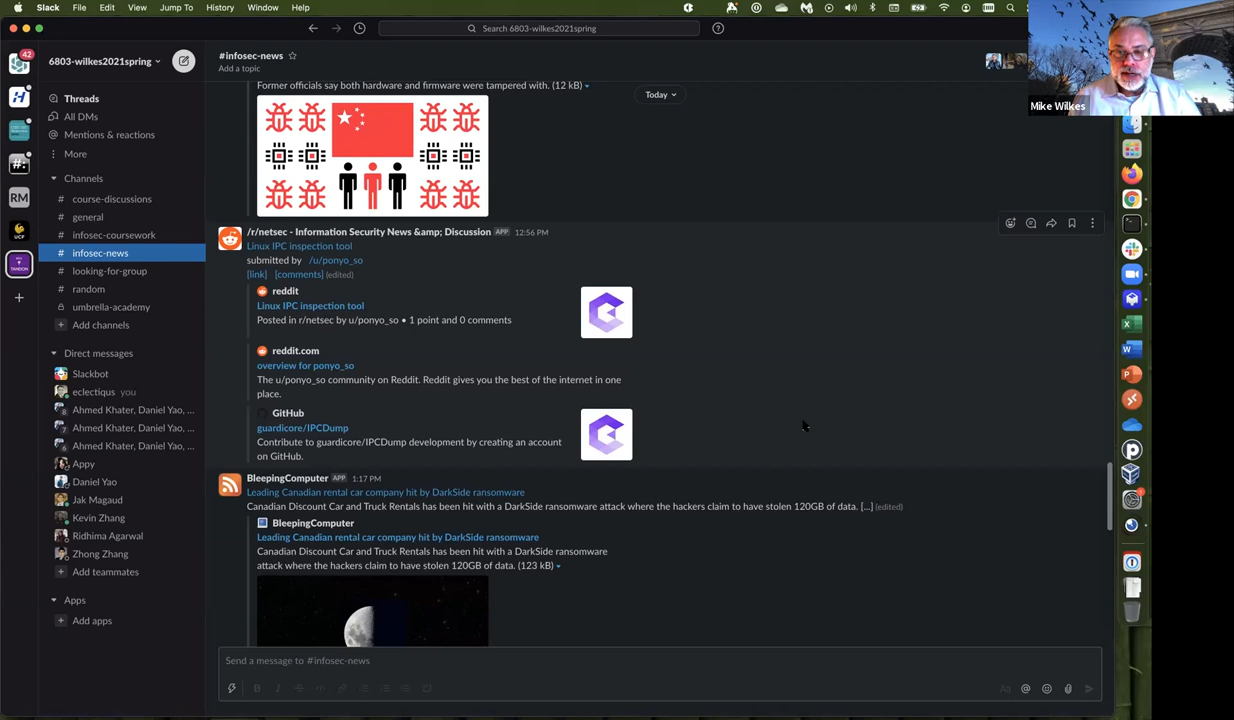 Slack File Edit View Jump To History Window Help
Search 6803-wilkes2021spring
42
6803-wilkes2021spring
#infosec-news
Add a topic
Mike Wilkes
Threads
All DMs
Mentions & reactions
More
Channels
# course-discussions
# general
# infosec-coursework
# infosec-news
# looking-for-group
# random
umbrella-academy
+ Add channels
Direct messages
Slackbot
eclectiqus you
8 Ahmed Khater, Daniel Yao, ...
7 Ahmed Khater, Daniel Yao, ...
6 Ahmed Khater, Daniel Yao, ...
Appy
Daniel Yao
Jak Magaud
Kevin Zhang
Ridhima Agarwal
Zhong Zhang
+ Add teammates
Apps
+ Add apps
H
#:
RM
UCF
TANDON
Former officials say both hardware and firmware were tampered with. (12 kB)
Today
/r/netsec - Information Security News &amp; Discussion APP 12:56 PM
Linux IPC inspection tool
submitted by /u/ponyo_so
[link] [comments] (edited)
reddit
Linux IPC inspection tool
Posted in r/netsec by u/ponyo_so • 1 point and 0 comments
reddit.com
overview for ponyo_so
The u/ponyo_so community on Reddit. Reddit gives you the best of the internet in one
place.
GitHub
guardicore/IPCDump
Contribute to guardicore/IPCDump development by creating an account
on GitHub.
BleepingComputer APP 1:17 PM
Leading Canadian rental car company hit by DarkSide ransomware
Canadian Discount Car and Truck Rentals has been hit with a DarkSide ransomware attack where the hackers claim to have stolen 120GB of data. [...] (edited)
BleepingComputer
Leading Canadian rental car company hit by DarkSide ransomware
Canadian Discount Car and Truck Rentals has been hit with a DarkSide ransomware
attack where the hackers claim to have stolen 120GB of data. (123 kB)
Send a message to #infosec-news
B I S
Aa @